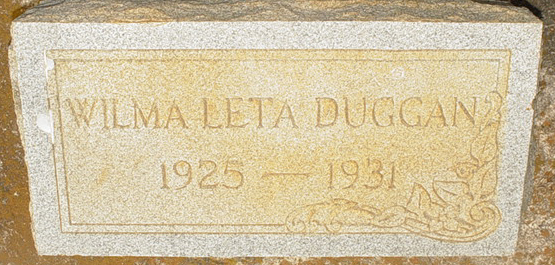 WILMA LETA DUGGAN
1925 — 1931